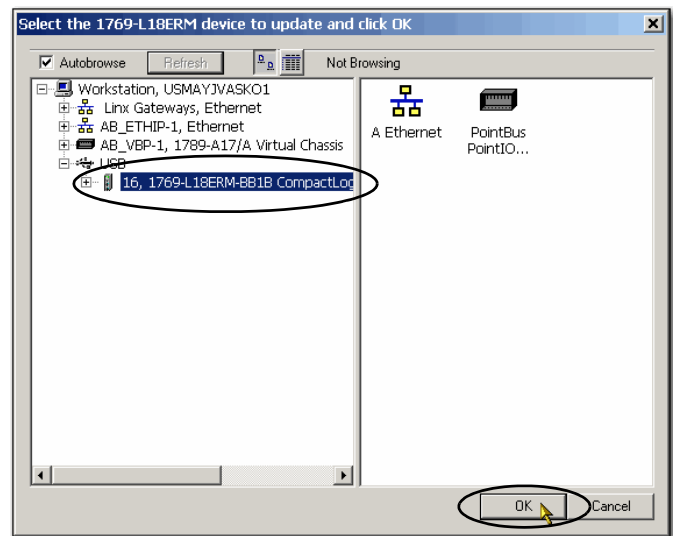 Select the 1769-L18ERM device to update and click OK
Autobrowse
Refresh
Not Browsing
Workstation, USMAYJVASKO1
Linx Gateways, Ethernet
AB_ETHIP-1, Ethernet
AB_VBP-1, 1789-A17/A Virtual Chassis
USB
16, 1769-L18ERM-BB1B CompactLog
A Ethernet
PointBus
PointIO...
OK
Cancel